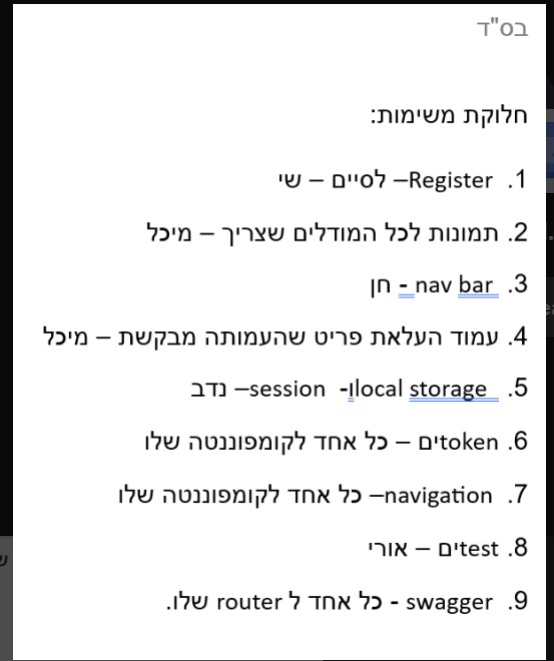 בס"ד
חלוקת משימות:
1. Register– לסיים – שי
2. תמונות לכל המודלים שצריך – מיכל
3. nav bar - חן
4. עמוד העלאת פריט שהעמותה מבקשת – מיכל
5. local storage ו- session– נדב
6. tokenים – כל אחד לקומפוננטה שלו
7. navigation– כל אחד לקומפוננטה שלו
8. testים – אורי
9. swagger - כל אחד ל router שלו.